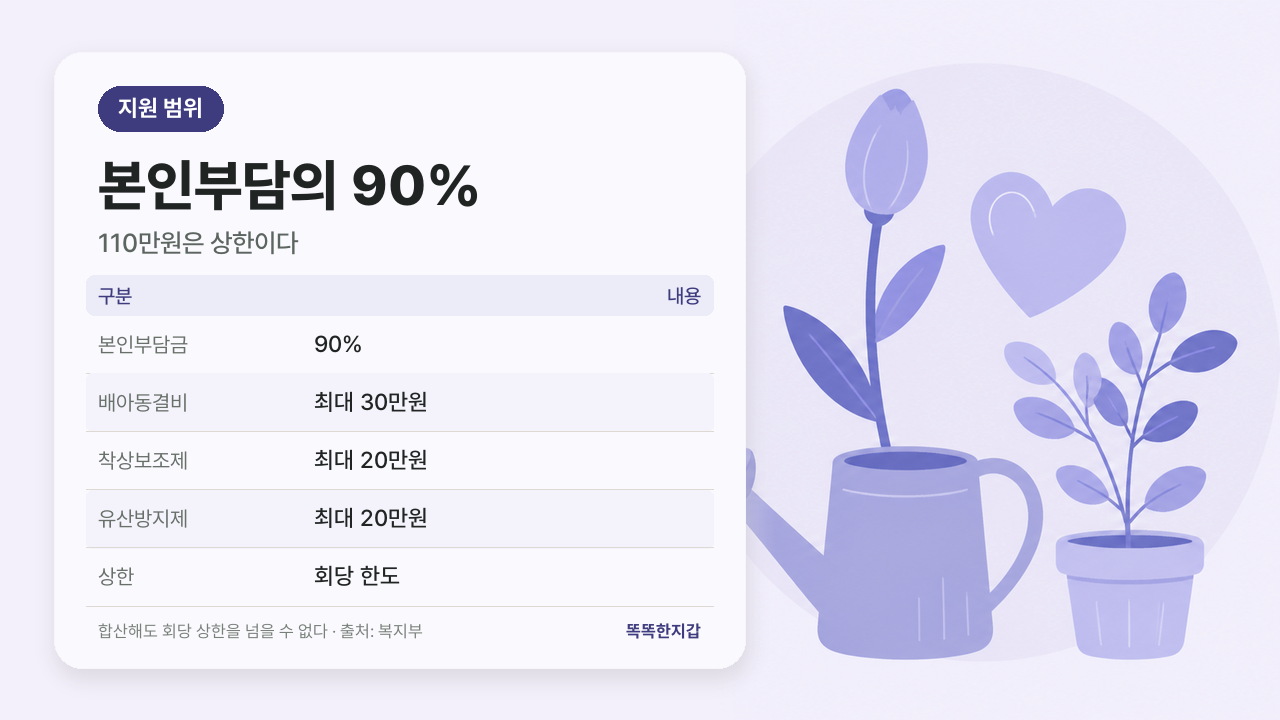 지원 범위
본인부담의 90%
110만원은 상한이다
구분 내용
본인부담금 90%
배아동결비 최대 30만원
착상보조제 최대 20만원
유산방지제 최대 20만원
상한 회당 한도
합산해도 회당 상한을 넘을 수 없다 · 출처: 복지부 똑똑한지갑